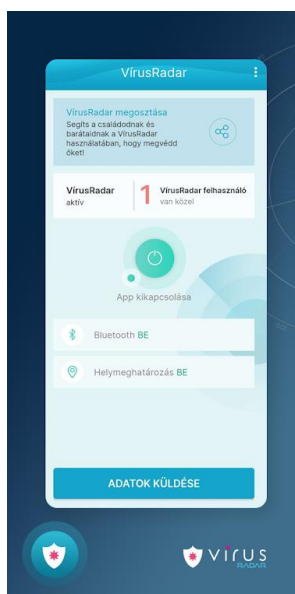 VírusRadar
VírusRadar megosztása
Segíts a családodnak és
barátaidnak a VírusRadar
használatában, hogy megvédd
őket!
VírusRadar
aktív
1
VírusRadar felhasználó
van közel
App kikapcsolása
Bluetooth BE
Helymeghatározás BE
ADATOK KÜLDÉSE
VÍrUS
RADAR